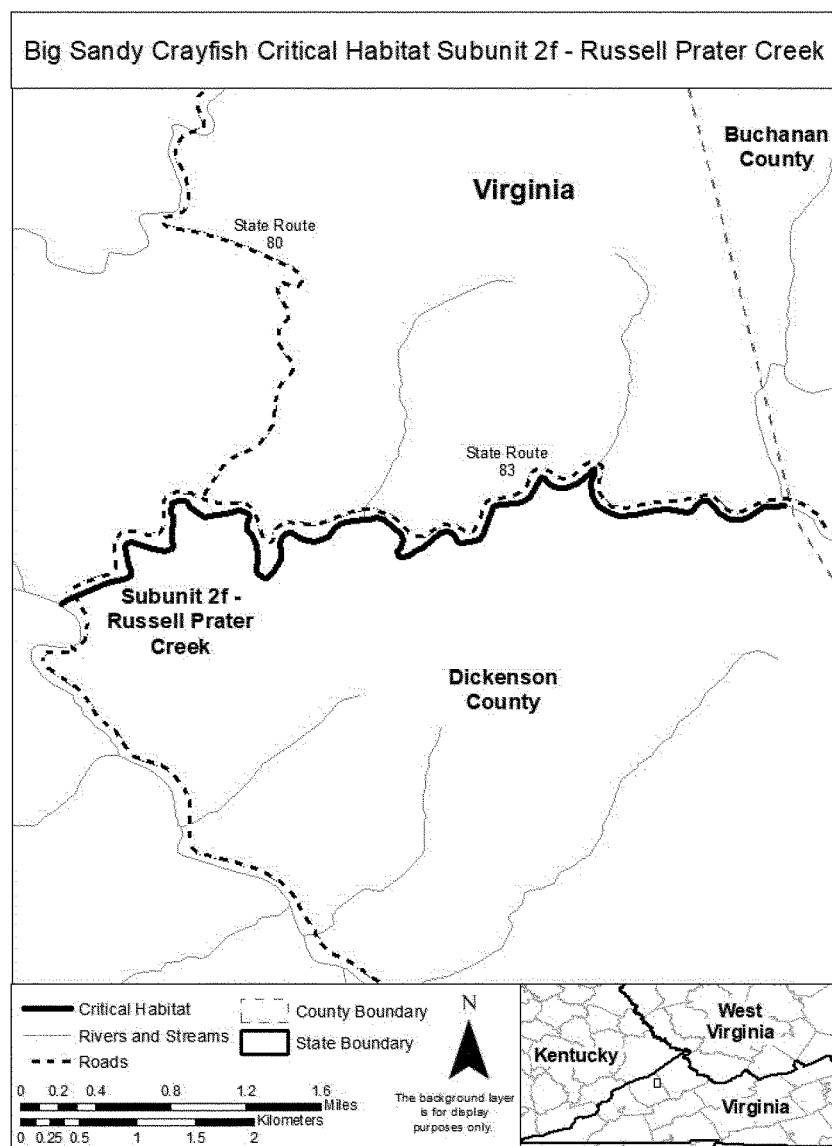 Big Sandy Crayfish Critical Habitat Subunit 2f - Russell Prater Creek
Buchanan
County
Virginia
State Route
80
State Route
83
Subunit 2f -
Russell Prater
Creek
Dickenson
County
Critical Habitat
Rivers and Streams
Roads
County Boundary
State Boundary
N
0 0.2 0.4 0.8 1.2 1.6
Miles
Kilometers
0 0.25 0.5 1 1.5 2
The background layer
is for display
purposes only.
West
Virginia
Kentucky
Virginia